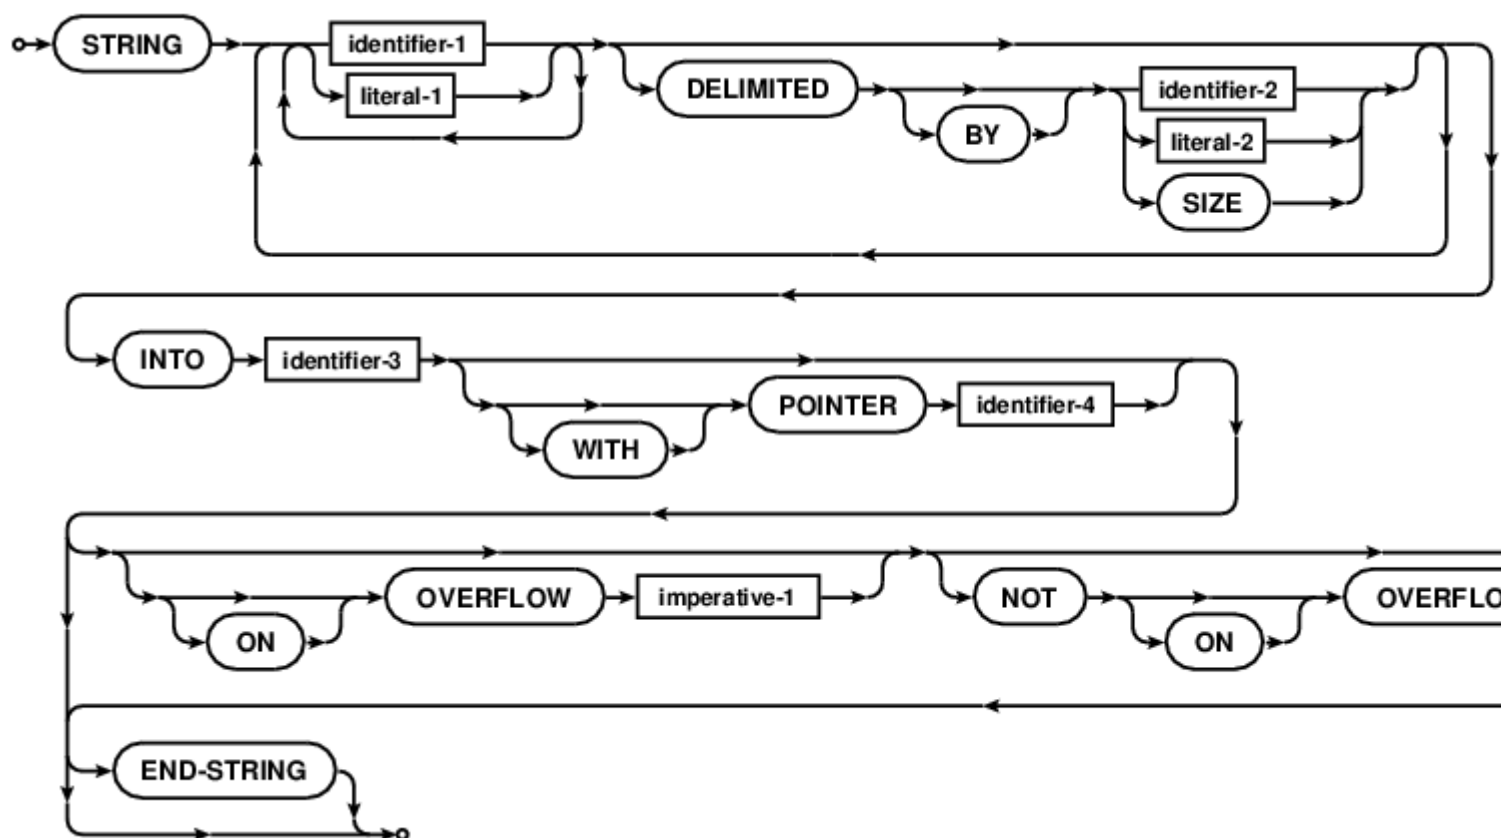 STRING identifier-1
literal-1 DELIMITED identifier-2
BY literal-2
SIZE
INTO identifier-3
POINTER identifier-4
WITH
OVERFLOW imperative-1 NOT OVERFLO
ON ON
END-STRING